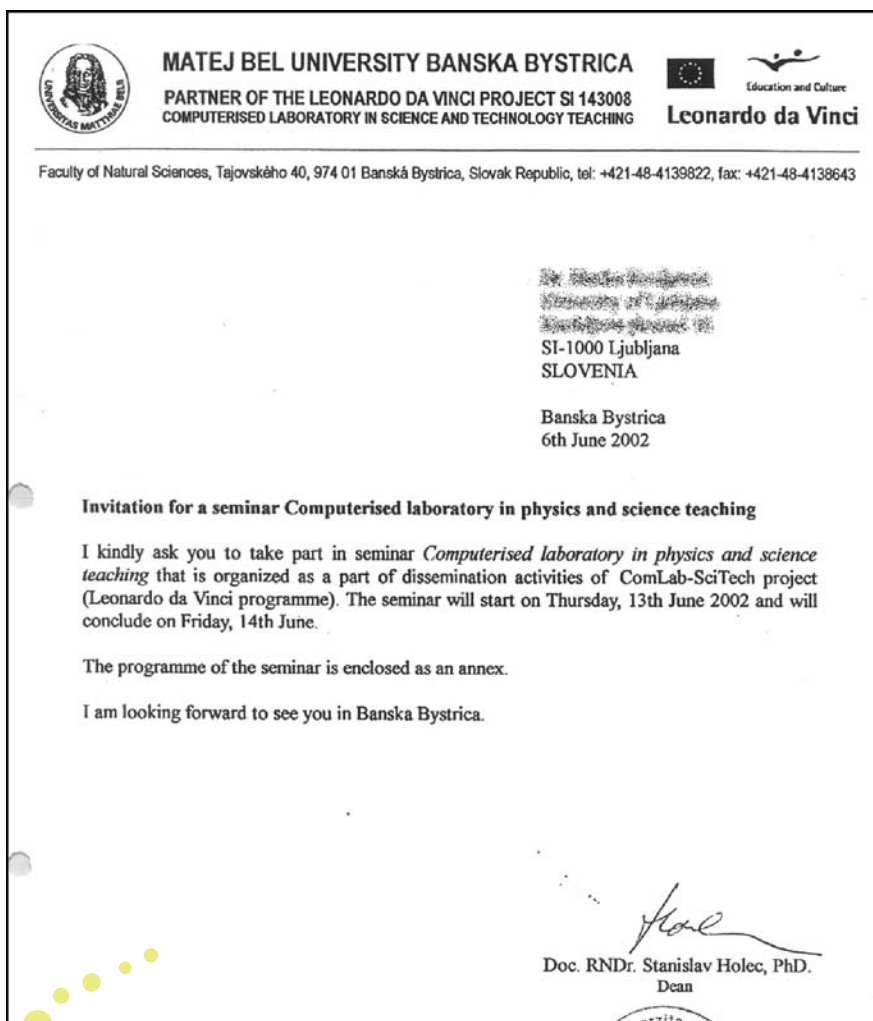 MATEJ BEL UNIVERSITY BANSKA BYSTRICA
PARTNER OF THE LEONARDO DA VINCI PROJECT SI 143008
COMPUTERISED LABORATORY IN SCIENCE AND TECHNOLOGY TEACHING
UNIVERSITAS MATTHIAE BELII
Education and Culture
Leonardo da Vinci
Faculty of Natural Sciences, Tajovského 40, 974 01 Banská Bystrica, Slovak Republic, tel: +421-48-4139822, fax: +421-48-4138643
SI-1000 Ljubljana
SLOVENIA
Banska Bystrica
6th June 2002
Invitation for a seminar Computerised laboratory in physics and science teaching
I kindly ask you to take part in seminar Computerised laboratory in physics and science
teaching that is organized as a part of dissemination activities of ComLab-SciTech project
(Leonardo da Vinci programme). The seminar will start on Thursday, 13th June 2002 and will
conclude on Friday, 14th June.
The programme of the seminar is enclosed as an annex.
I am looking forward to see you in Banska Bystrica.
Doc. RNDr. Stanislav Holec, PhD.
Dean